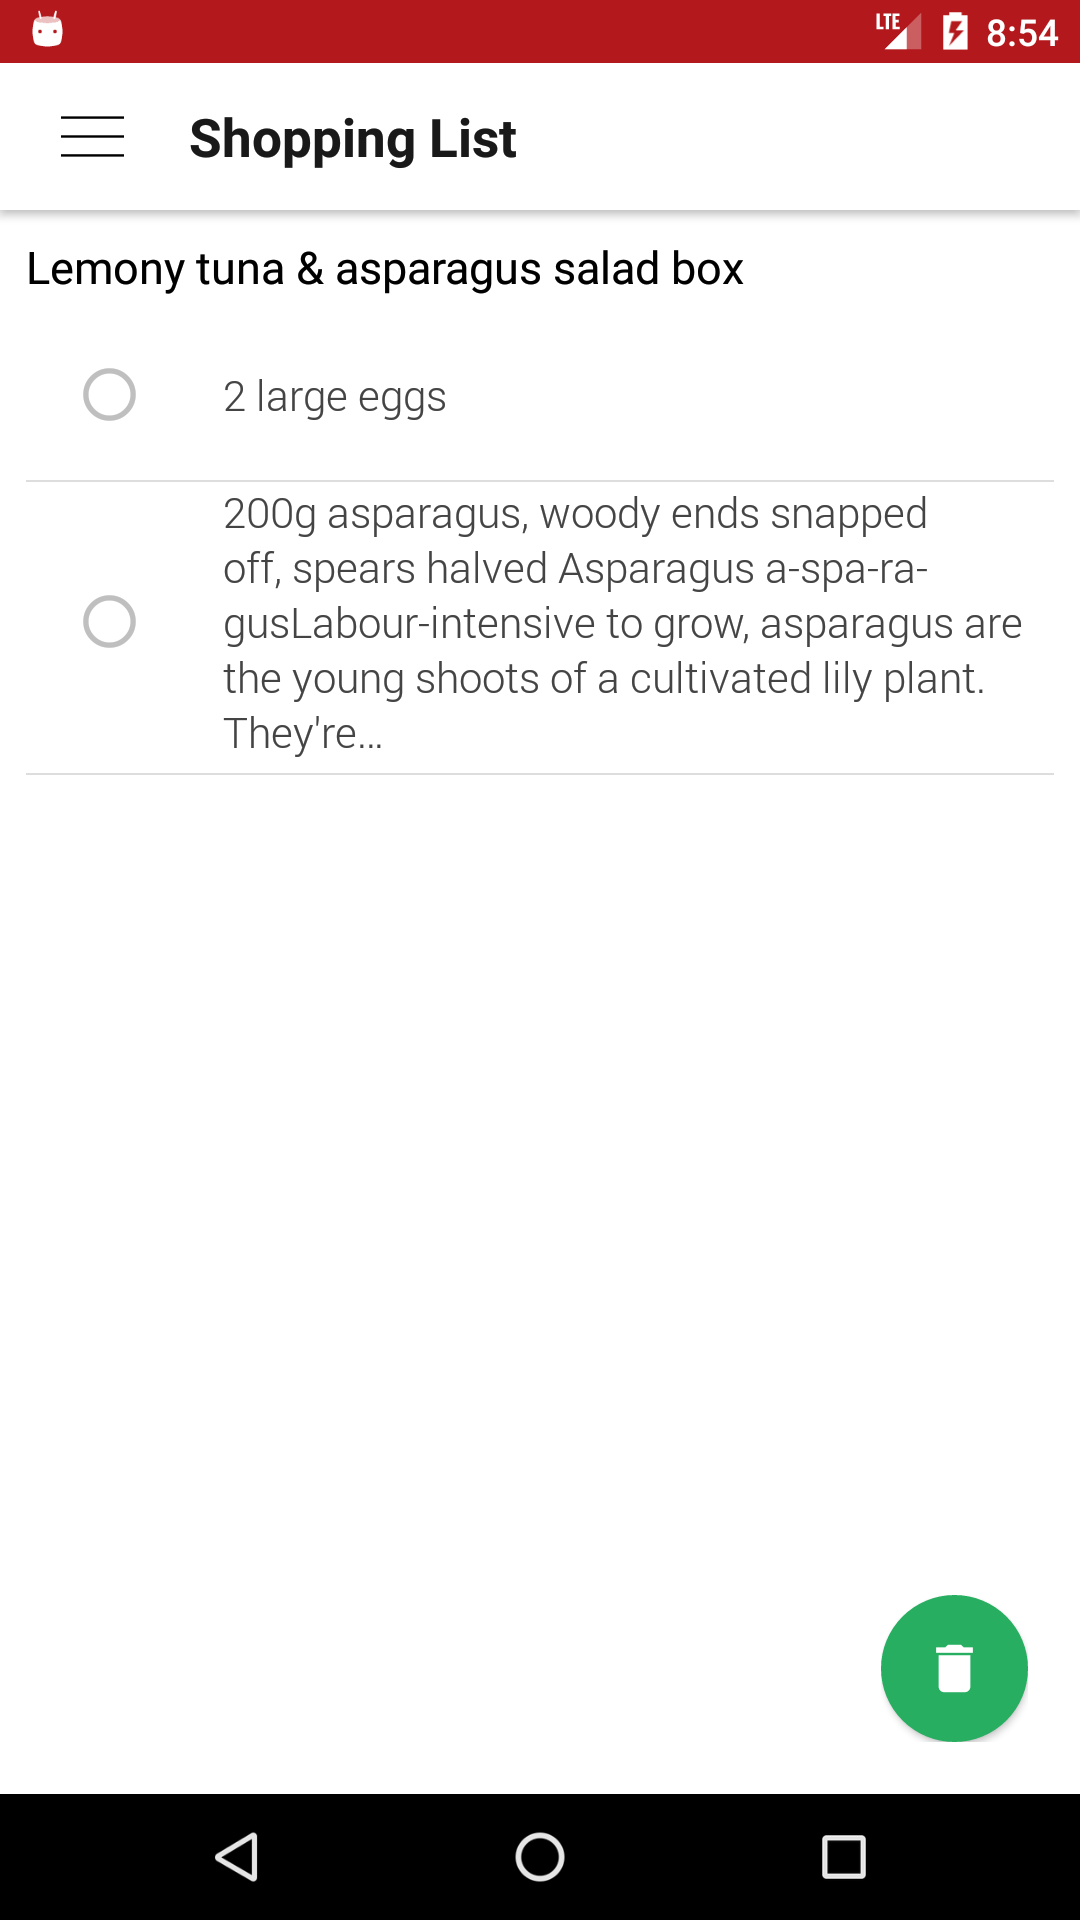 LTE 8:54
Shopping List
Lemony tuna & asparagus salad box
2 large eggs
200g asparagus, woody ends snapped
off, spears halved Asparagus a-spa-ra-
gusLabour-intensive to grow, asparagus are
the young shoots of a cultivated lily plant.
They're...